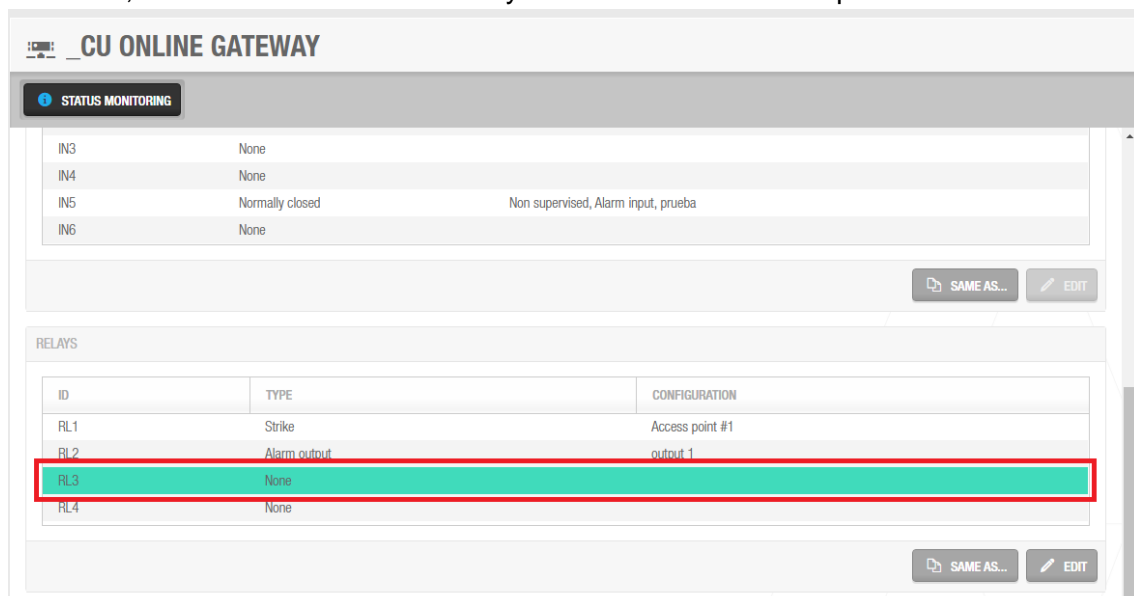 _CU ONLINE GATEWAY
STATUS MONITORING
IN3 None
IN4 None
IN5 Normally closed Non supervised, Alarm input, prueba
IN6 None
SAME AS... EDIT
RELAYS
ID TYPE CONFIGURATION
RL1 Strike Access point #1
RL2 Alarm output output 1
RL3 None
RL4 None
SAME AS... EDIT